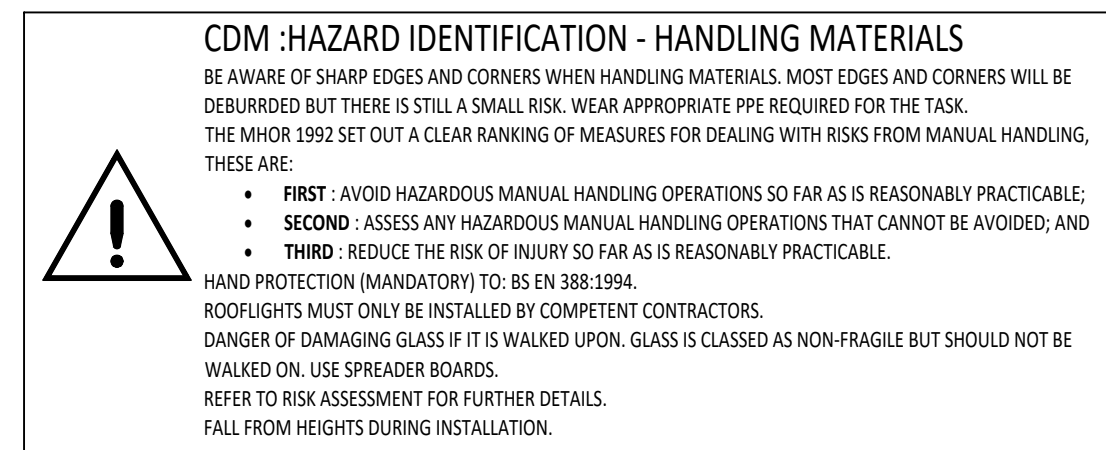 CDM :HAZARD IDENTIFICATION - HANDLING MATERIALS
BE AWARE OF SHARP EDGES AND CORNERS WHEN HANDLING MATERIALS. MOST EDGES AND CORNERS WILL BE
DEBURRDED BUT THERE IS STILL A SMALL RISK. WEAR APPROPRIATE PPE REQUIRED FOR THE TASK.
THE MHOR 1992 SET OUT A CLEAR RANKING OF MEASURES FOR DEALING WITH RISKS FROM MANUAL HANDLING,
THESE ARE:
• FIRST : AVOID HAZARDOUS MANUAL HANDLING OPERATIONS SO FAR AS IS REASONABLY PRACTICABLE;
• SECOND : ASSESS ANY HAZARDOUS MANUAL HANDLING OPERATIONS THAT CANNOT BE AVOIDED; AND
• THIRD : REDUCE THE RISK OF INJURY SO FAR AS IS REASONABLY PRACTICABLE.
HAND PROTECTION (MANDATORY) TO: BS EN 388:1994.
ROOFLIGHTS MUST ONLY BE INSTALLED BY COMPETENT CONTRACTORS.
DANGER OF DAMAGING GLASS IF IT IS WALKED UPON. GLASS IS CLASSED AS NON-FRAGILE BUT SHOULD NOT BE
WALKED ON. USE SPREADER BOARDS.
REFER TO RISK ASSESSMENT FOR FURTHER DETAILS.
FALL FROM HEIGHTS DURING INSTALLATION.